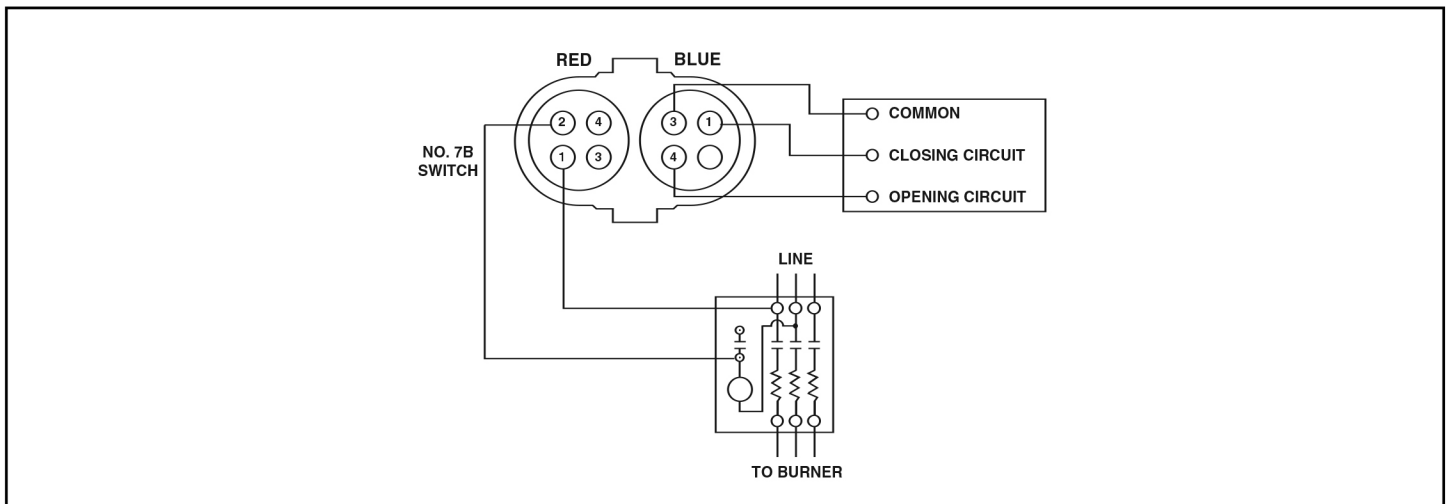 RED
BLUE
2
4
3
1
1
3
4
NO. 7B
SWITCH
COMMON
CLOSING CIRCUIT
OPENING CIRCUIT
LINE
TO BURNER